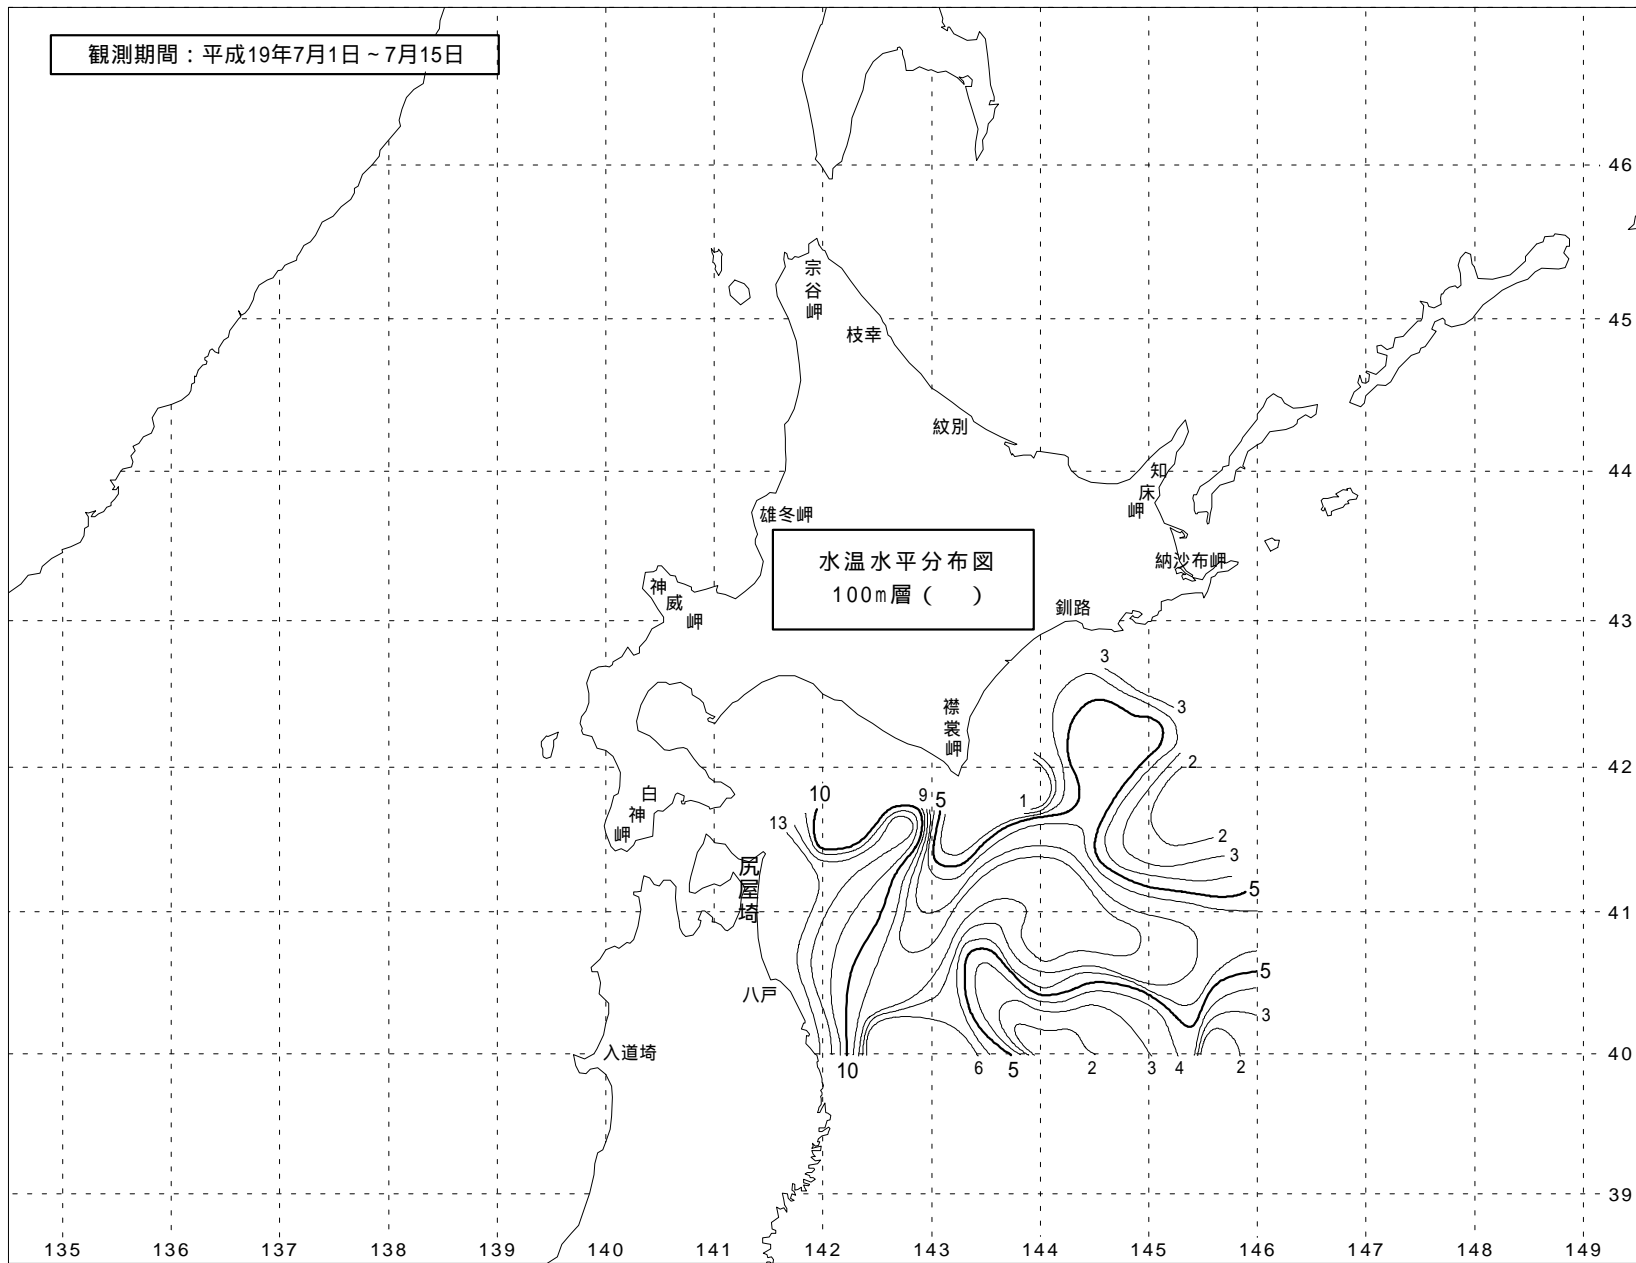 観測期間：平成19年7月1日～7月15日
46
宗谷岬
45
枝幸
紋別
44
知床岬
雄冬岬
水温水平分布図
100m層（　）
納沙布岬
神威岬
釧路
43
3
3
襟裳岬
42
2
白神岬
10
9
5
1
13
2
3
尻屋埼
5
41
八戸
5
3
入道埼
40
10
6
5
2
3
4
2
39
135 136 137 138 139 140 141 142 143 144 145 146 147 148 149